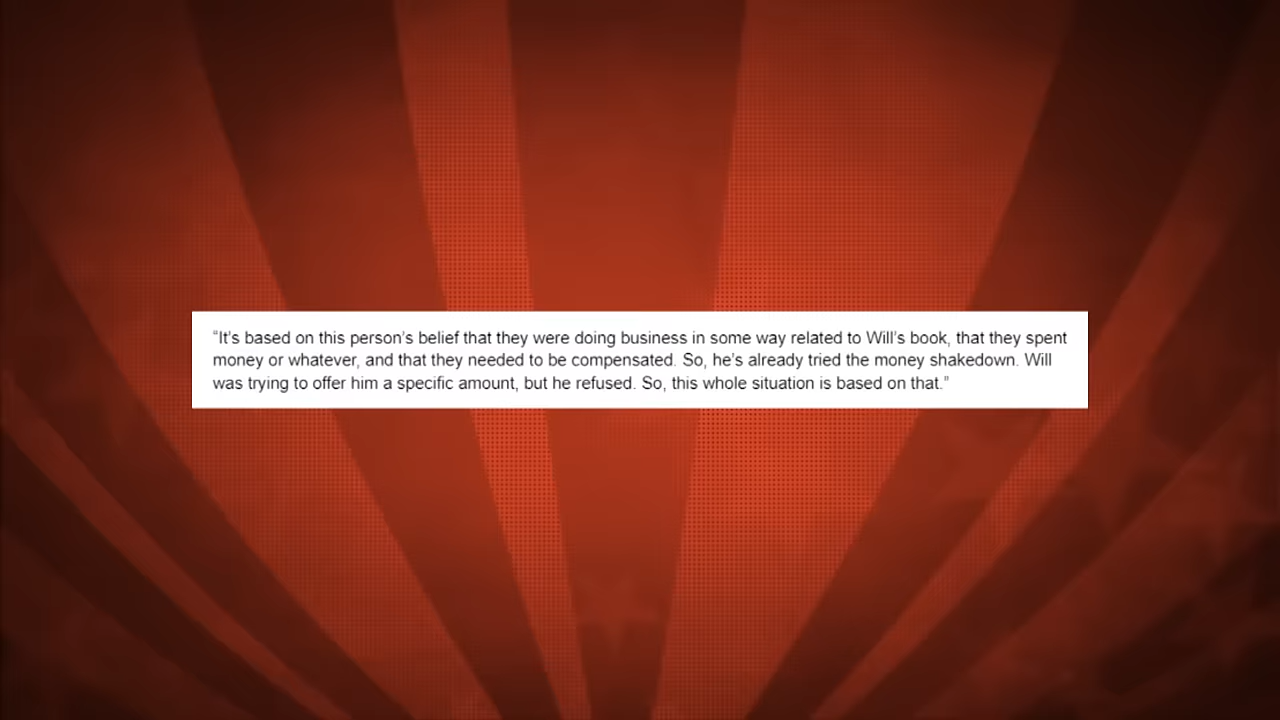 “It’s based on this person’s belief that they were doing business in some way related to Will’s book, that they spent
money or whatever, and that they needed to be compensated. So, he’s already tried the money shakedown. Will
was trying to offer him a specific amount, but he refused. So, this whole situation is based on that.”